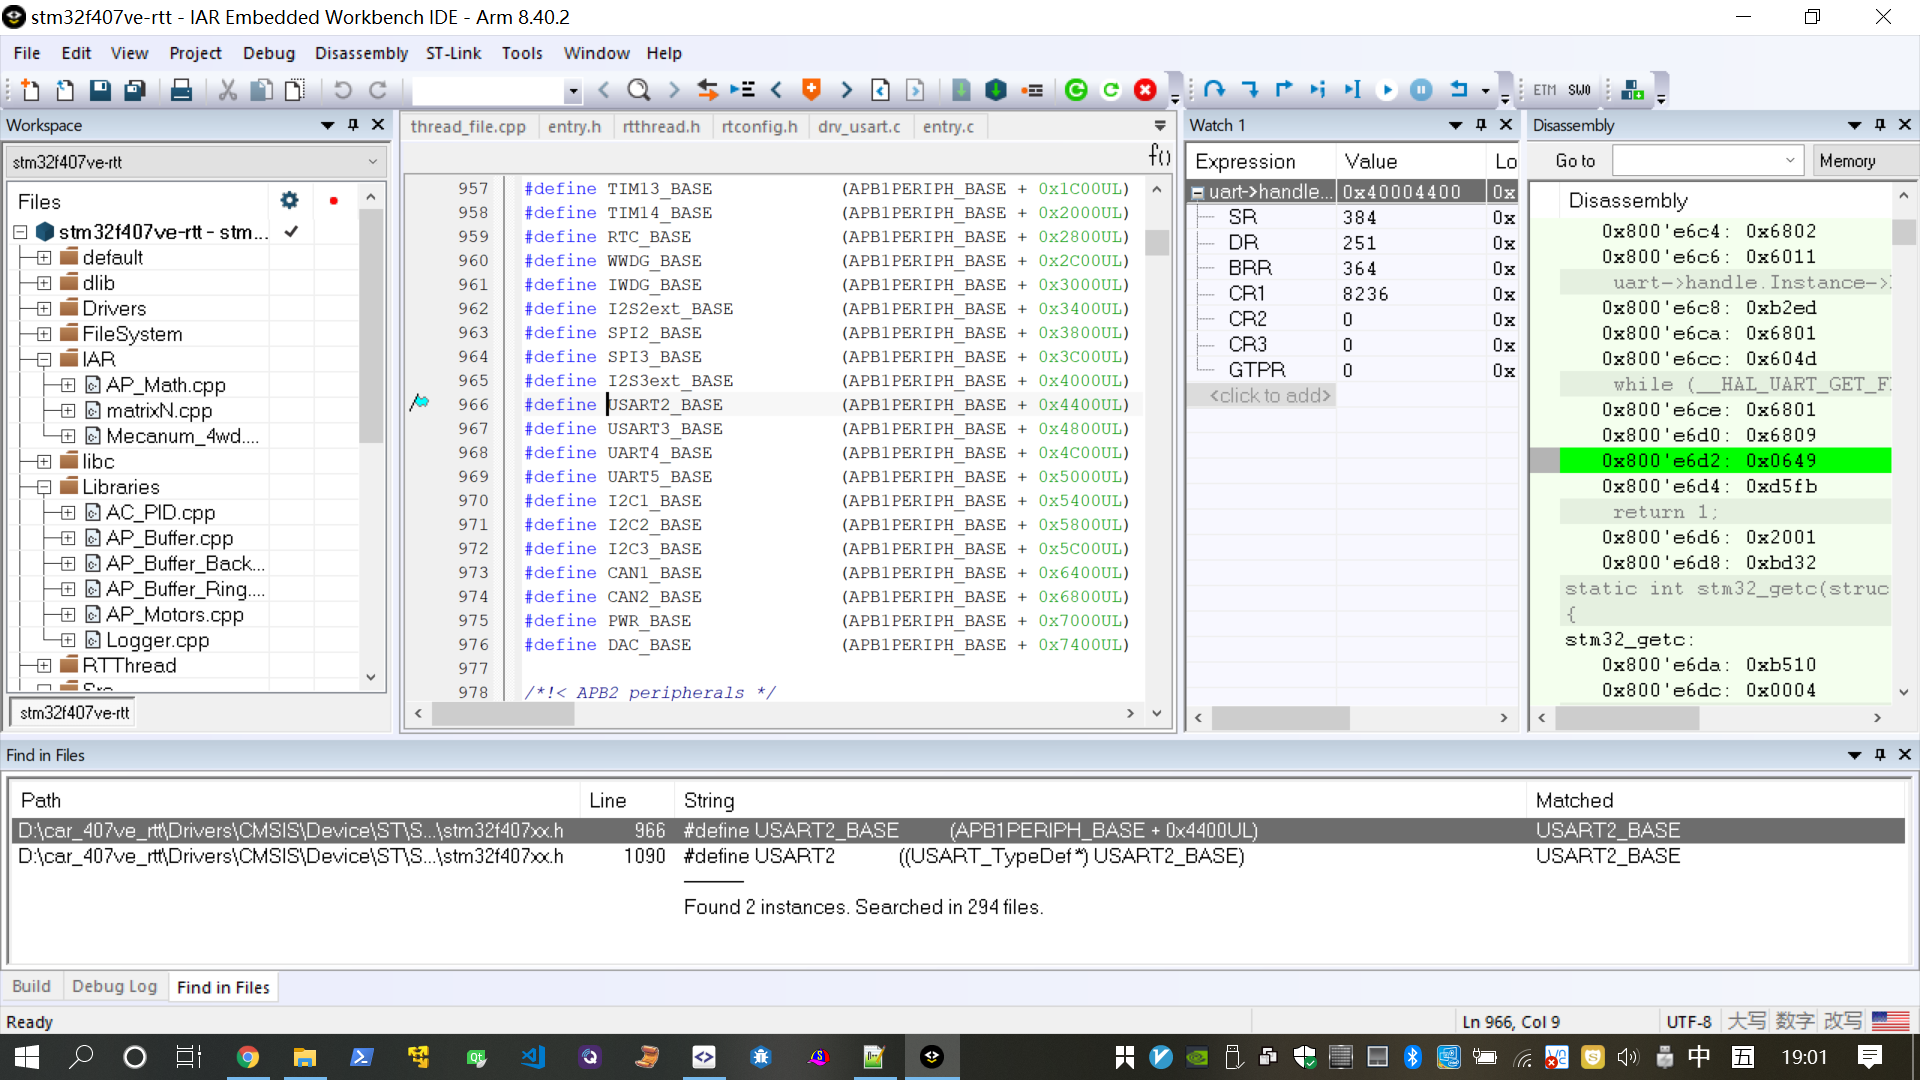 stm32f407ve-rtt - IAR Embedded Workbench IDE - Arm 8.40.2
File Edit View Project Debug Disassembly ST-Link Tools Window Help
ETM SWO
Workspace
stm32f407ve-rtt
Files
stm32f407ve-rtt - stm...
default
dlib
Drivers
FileSystem
IAR
AP_Math.cpp
matrixN.cpp
Mecanum_4wd....
libc
Libraries
AC_PID.cpp
AP_Buffer.cpp
AP_Buffer_Back...
AP_Buffer_Ring....
AP_Motors.cpp
Logger.cpp
RTThread
Src
stm32f407ve-rtt
thread_file.cpp entry.h rtthread.h rtconfig.h drv_usart.c entry.c
f()
957 #define TIM13_BASE (APB1PERIPH_BASE + 0x1C00UL)
958 #define TIM14_BASE (APB1PERIPH_BASE + 0x2000UL)
959 #define RTC_BASE (APB1PERIPH_BASE + 0x2800UL)
960 #define WWDG_BASE (APB1PERIPH_BASE + 0x2C00UL)
961 #define IWDG_BASE (APB1PERIPH_BASE + 0x3000UL)
962 #define I2S2ext_BASE (APB1PERIPH_BASE + 0x3400UL)
963 #define SPI2_BASE (APB1PERIPH_BASE + 0x3800UL)
964 #define SPI3_BASE (APB1PERIPH_BASE + 0x3C00UL)
965 #define I2S3ext_BASE (APB1PERIPH_BASE + 0x4000UL)
966 #define USART2_BASE (APB1PERIPH_BASE + 0x4400UL)
967 #define USART3_BASE (APB1PERIPH_BASE + 0x4800UL)
968 #define UART4_BASE (APB1PERIPH_BASE + 0x4C00UL)
969 #define UART5_BASE (APB1PERIPH_BASE + 0x5000UL)
970 #define I2C1_BASE (APB1PERIPH_BASE + 0x5400UL)
971 #define I2C2_BASE (APB1PERIPH_BASE + 0x5800UL)
972 #define I2C3_BASE (APB1PERIPH_BASE + 0x5C00UL)
973 #define CAN1_BASE (APB1PERIPH_BASE + 0x6400UL)
974 #define CAN2_BASE (APB1PERIPH_BASE + 0x6800UL)
975 #define PWR_BASE (APB1PERIPH_BASE + 0x7000UL)
976 #define DAC_BASE (APB1PERIPH_BASE + 0x7400UL)
977
978 /*!< APB2 peripherals */
Watch 1
Expression Value Lo
uart->handle... 0x40004400 0x
SR 384 0x
DR 251 0x
BRR 364 0x
CR1 8236 0x
CR2 0 0x
CR3 0 0x
GTPR 0 0x
<click to add>
Disassembly
Go to Memory
Disassembly
0x800'e6c4: 0x6802
0x800'e6c6: 0x6011
uart->handle.Instance->
0x800'e6c8: 0xb2ed
0x800'e6ca: 0x6801
0x800'e6cc: 0x604d
while (__HAL_UART_GET_F
0x800'e6ce: 0x6801
0x800'e6d0: 0x6809
0x800'e6d2: 0x0649
0x800'e6d4: 0xd5fb
return 1;
0x800'e6d6: 0x2001
0x800'e6d8: 0xbd32
static int stm32_getc(struc
{
stm32_getc:
0x800'e6da: 0xb510
0x800'e6dc: 0x0004
Find in Files
Path Line String Matched
D:\car_407ve_rtt\Drivers\CMSIS\Device\ST\S...\stm32f407xx.h 966 #define USART2_BASE (APB1PERIPH_BASE + 0x4400UL) USART2_BASE
D:\car_407ve_rtt\Drivers\CMSIS\Device\ST\S...\stm32f407xx.h 1090 #define USART2 ((USART_TypeDef *) USART2_BASE) USART2_BASE
Found 2 instances. Searched in 294 files.
Build Debug Log Find in Files
Ready Ln 966, Col 9 UTF-8 大写 数字 改写
中 五 19:01